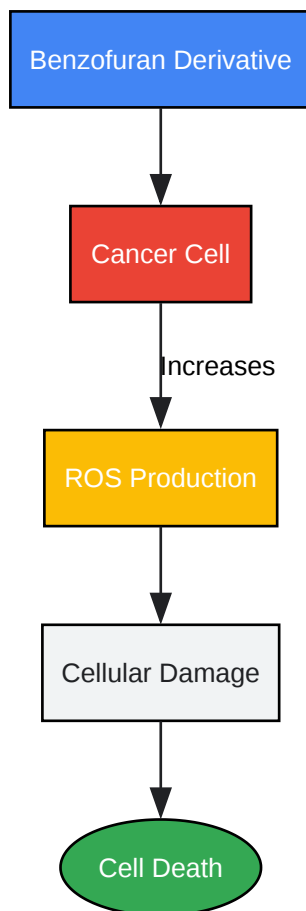 Benzofuran Derivative
Cancer Cell
Increases
ROS Production
Cellular Damage
Cell Death